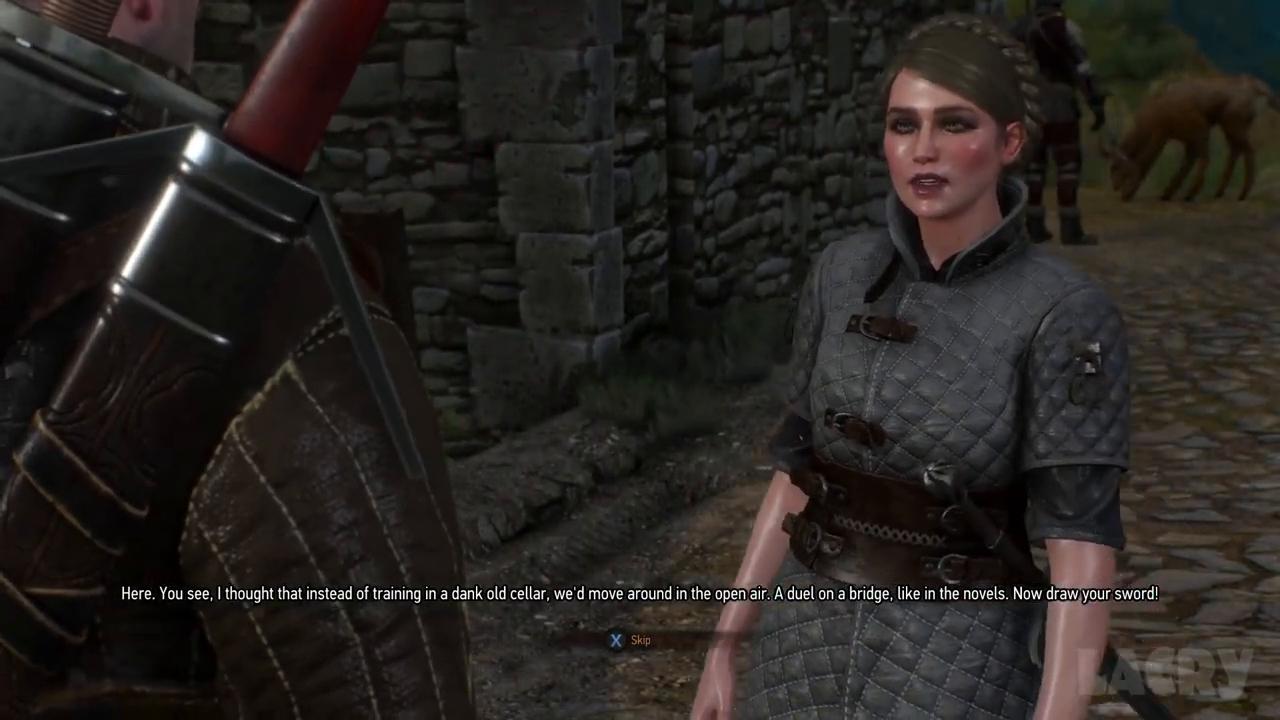 Here. You see, I thought that instead of training in a dank old cellar, we'd move around in the open air. A duel on a bridge, like in the novels. Now draw your sword!
X Skip
LACRY